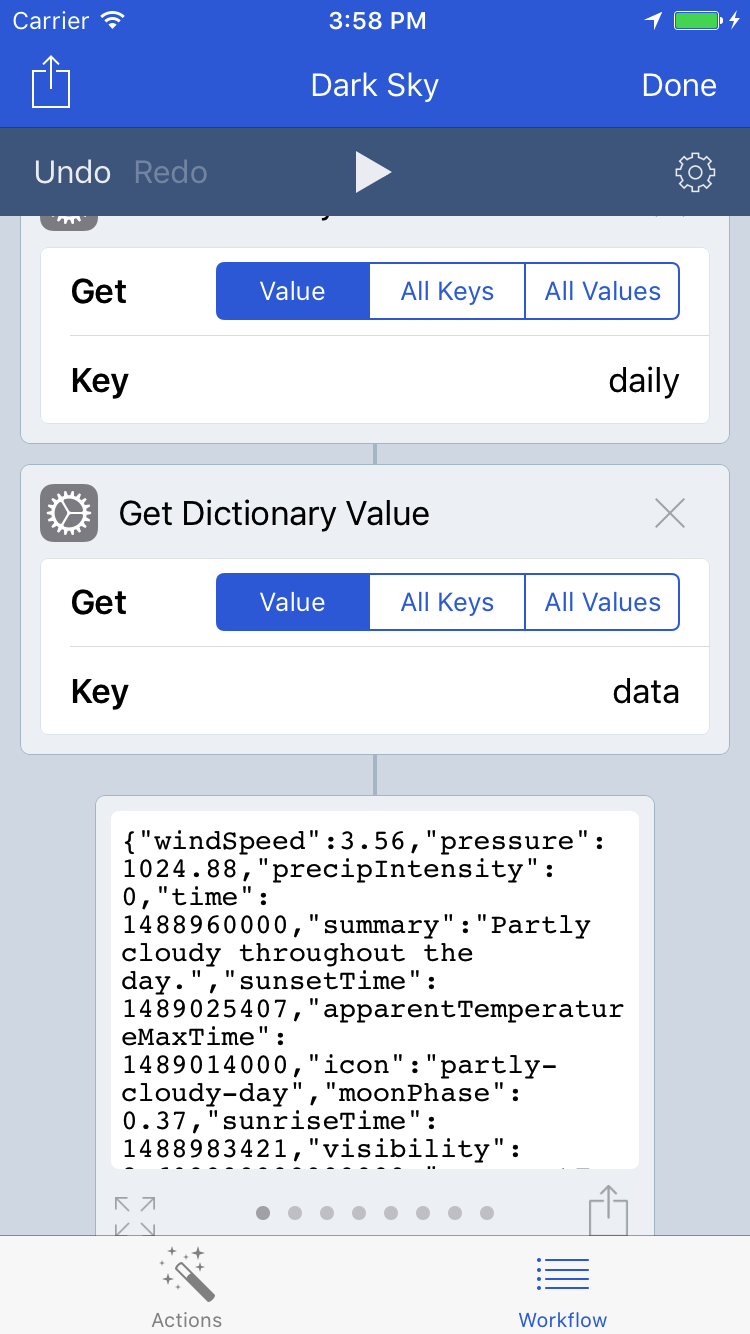 Carrier 3:58 PM
Dark Sky Done
Undo Redo
Get Value All Keys All Values
Key daily
Get Dictionary Value
Get Value All Keys All Values
Key data
{"windSpeed":3.56,"pressure":
1024.88,"precipIntensity":
0,"time":
1488960000,"summary":"Partly
cloudy throughout the
day.","sunsetTime":
1489025407,"apparentTemperatur
eMaxTime":
1489014000,"icon":"partly-
cloudy-day","moonPhase":
0.37,"sunriseTime":
1488983421,"visibility":
Actions Workflow